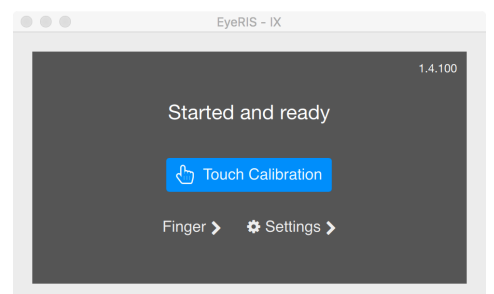 EyeRIS - IX
1.4.100
Started and ready
Touch Calibration
Finger Settings